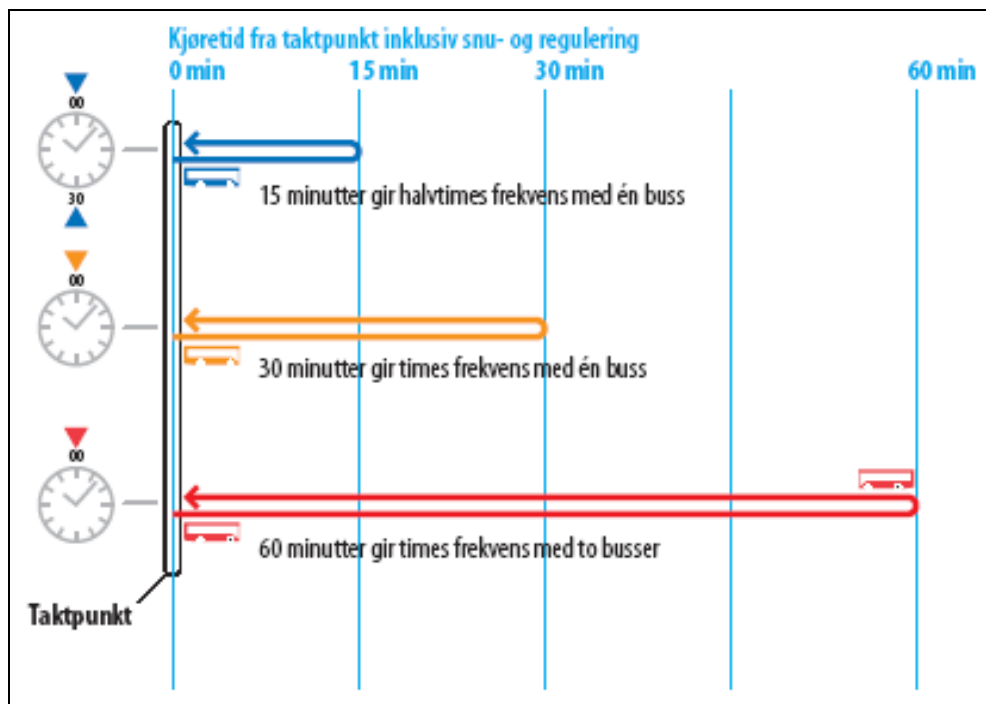 Kjøretid fra taktpunkt inklusiv snu- og regulering
0 min 15 min 30 min 60 min
00
30
15 minutter gir halvtimes frekvens med én buss
00
30 minutter gir times frekvens med én buss
00
60 minutter gir times frekvens med to busser
Taktpunkt